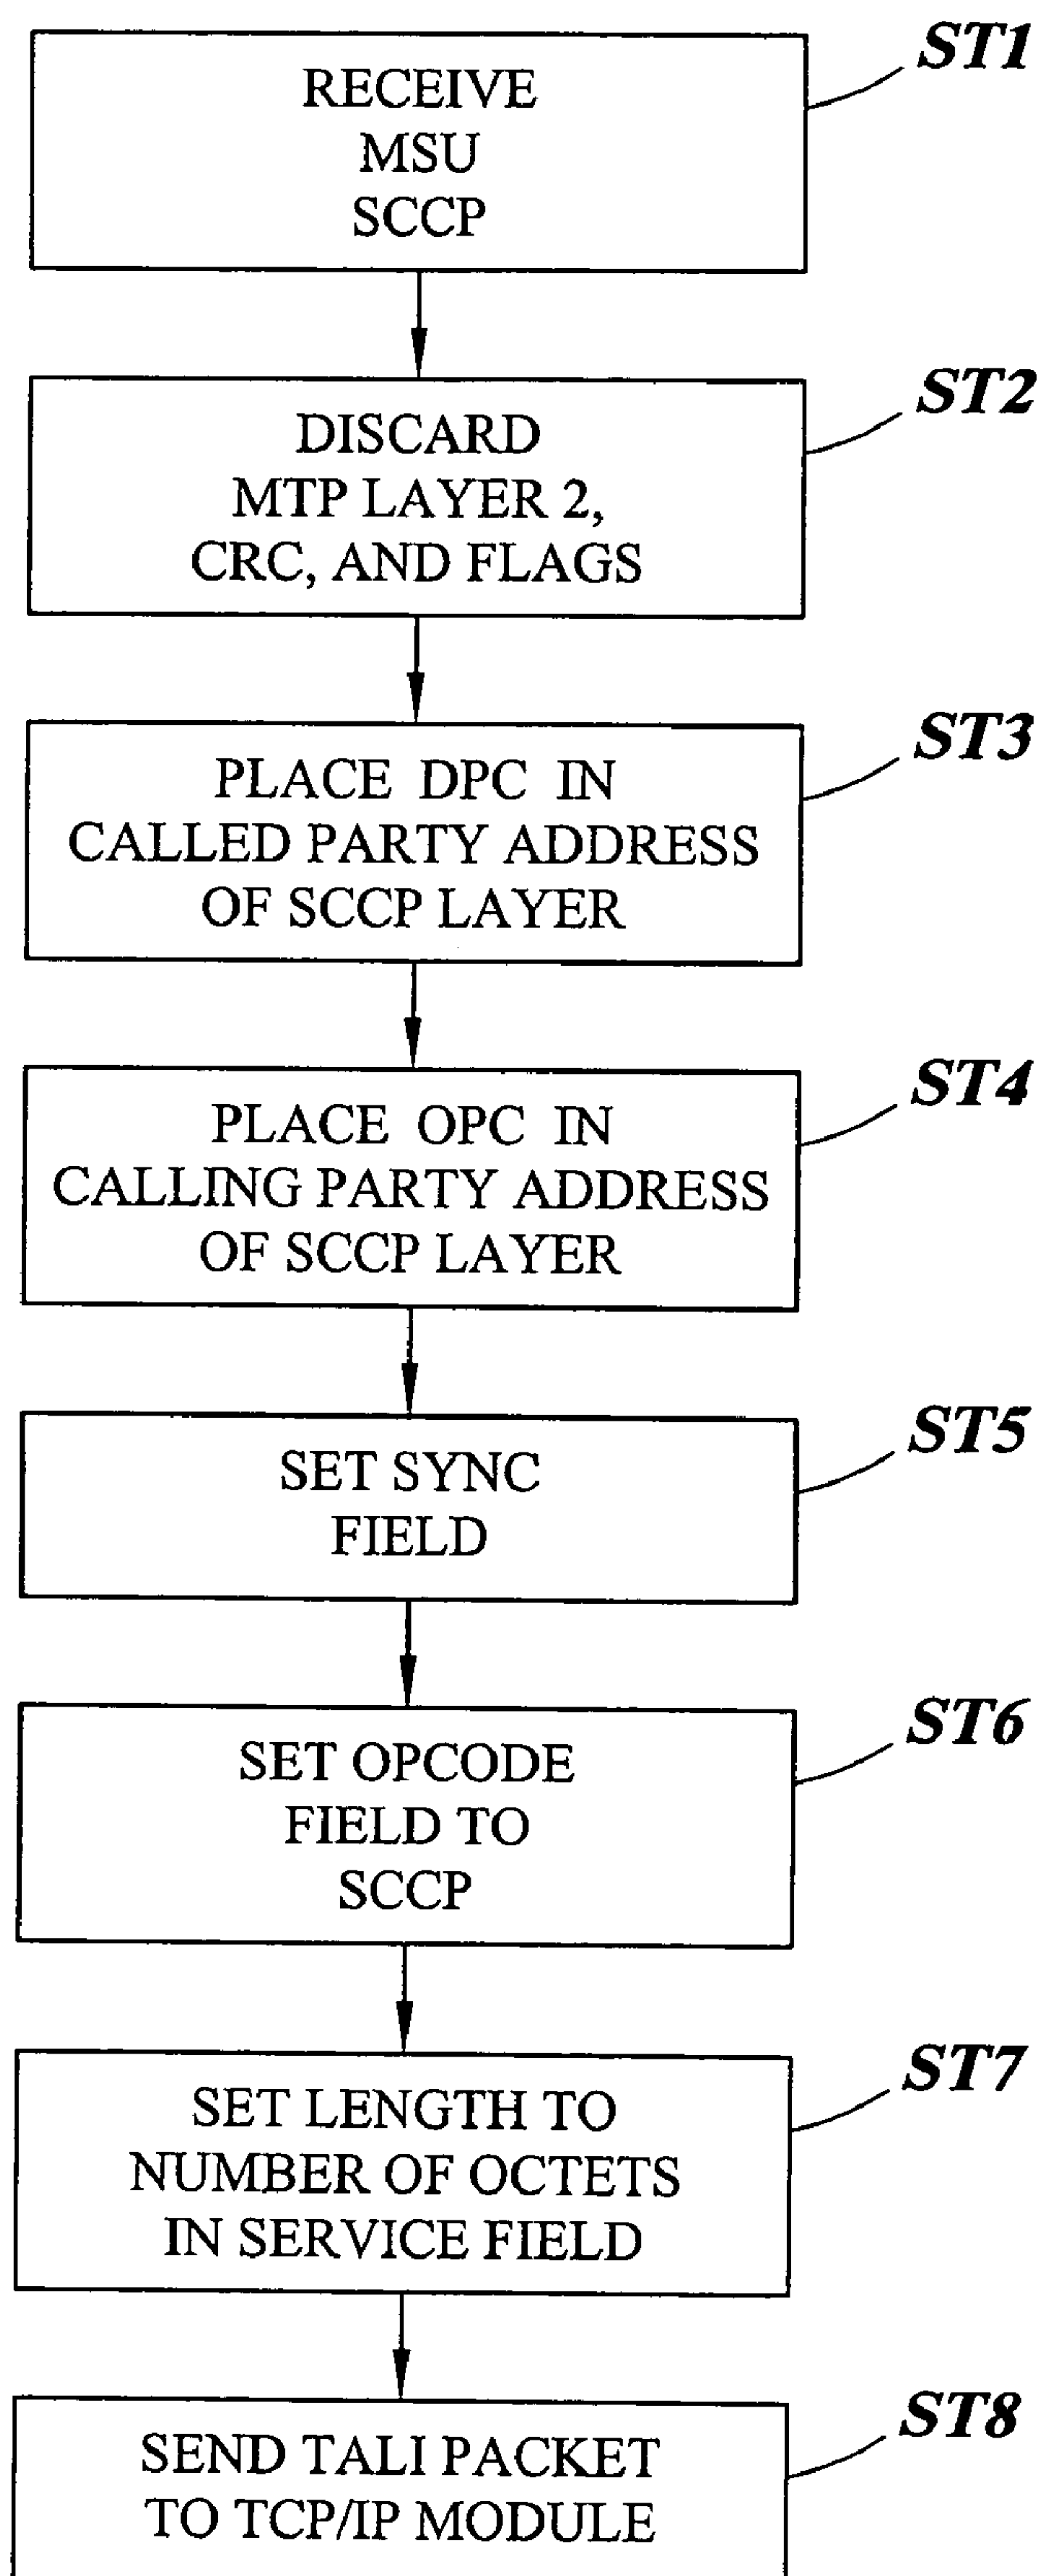 ST1
RECEIVE
MSU
SCCP
ST2
DISCARD
MTP LAYER 2,
CRC, AND FLAGS
ST3
PLACE DPC IN
CALLED PARTY ADDRESS
OF SCCP LAYER
ST4
PLACE OPC IN
CALLING PARTY ADDRESS
OF SCCP LAYER
ST5
SET SYNC
FIELD
ST6
SET OPCODE
FIELD TO
SCCP
ST7
SET LENGTH TO
NUMBER OF OCTETS
IN SERVICE FIELD
ST8
SEND TALI PACKET
TO TCP/IP MODULE